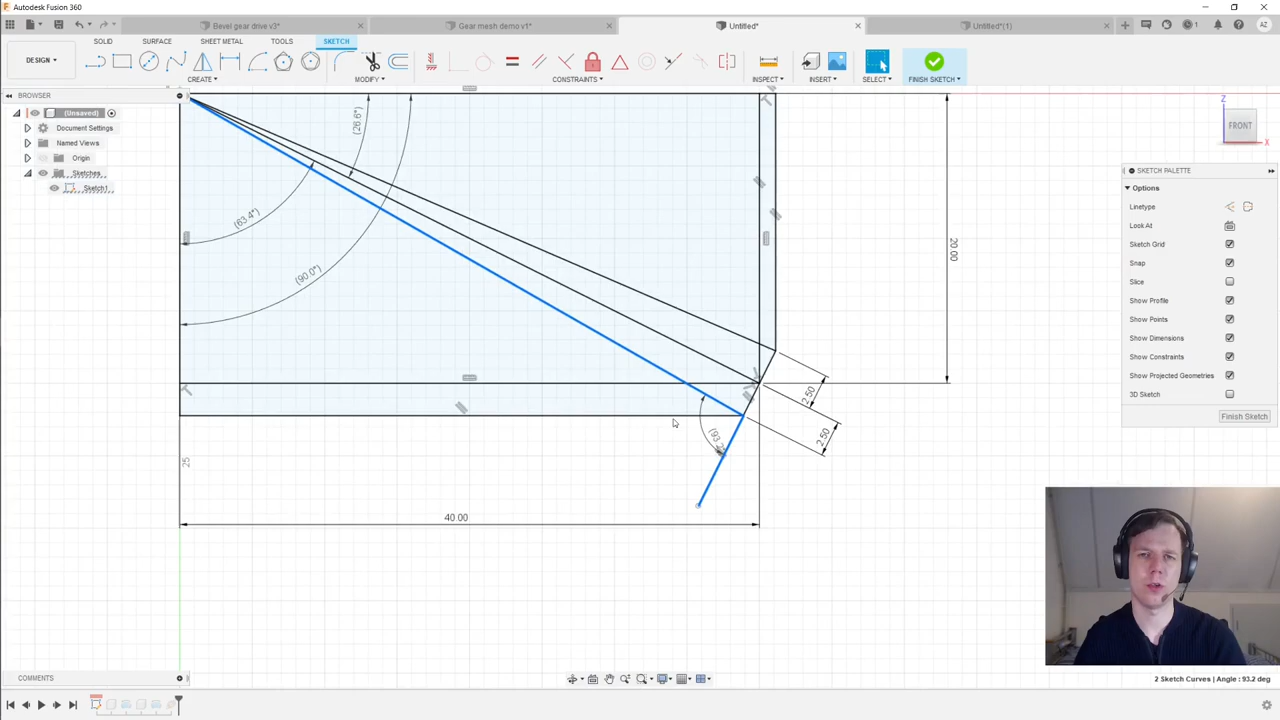 Autodesk Fusion 360
Bevel gear drive v3*
Gear mesh demo v1*
Untitled*
Untitled*(1)
1
AZ
SOLID
SURFACE
SHEET METAL
TOOLS
SKETCH
DESIGN
CREATE
MODIFY
CONSTRAINTS
INSPECT
INSERT
SELECT
FINISH SKETCH
BROWSER
(Unsaved)
Document Settings
Named Views
Origin
Sketches
Sketch1
FRONT
Z
X
SKETCH PALETTE
Options
Linetype
Look At
Sketch Grid
Snap
Slice
Show Profile
Show Points
Show Dimensions
Show Constraints
Show Projected Geometries
3D Sketch
Finish Sketch
(26.6°)
(63.4°)
(90.0°)
20.00
2.50
2.50
25
40.00
COMMENTS
2 Sketch Curves | Angle : 93.2 deg